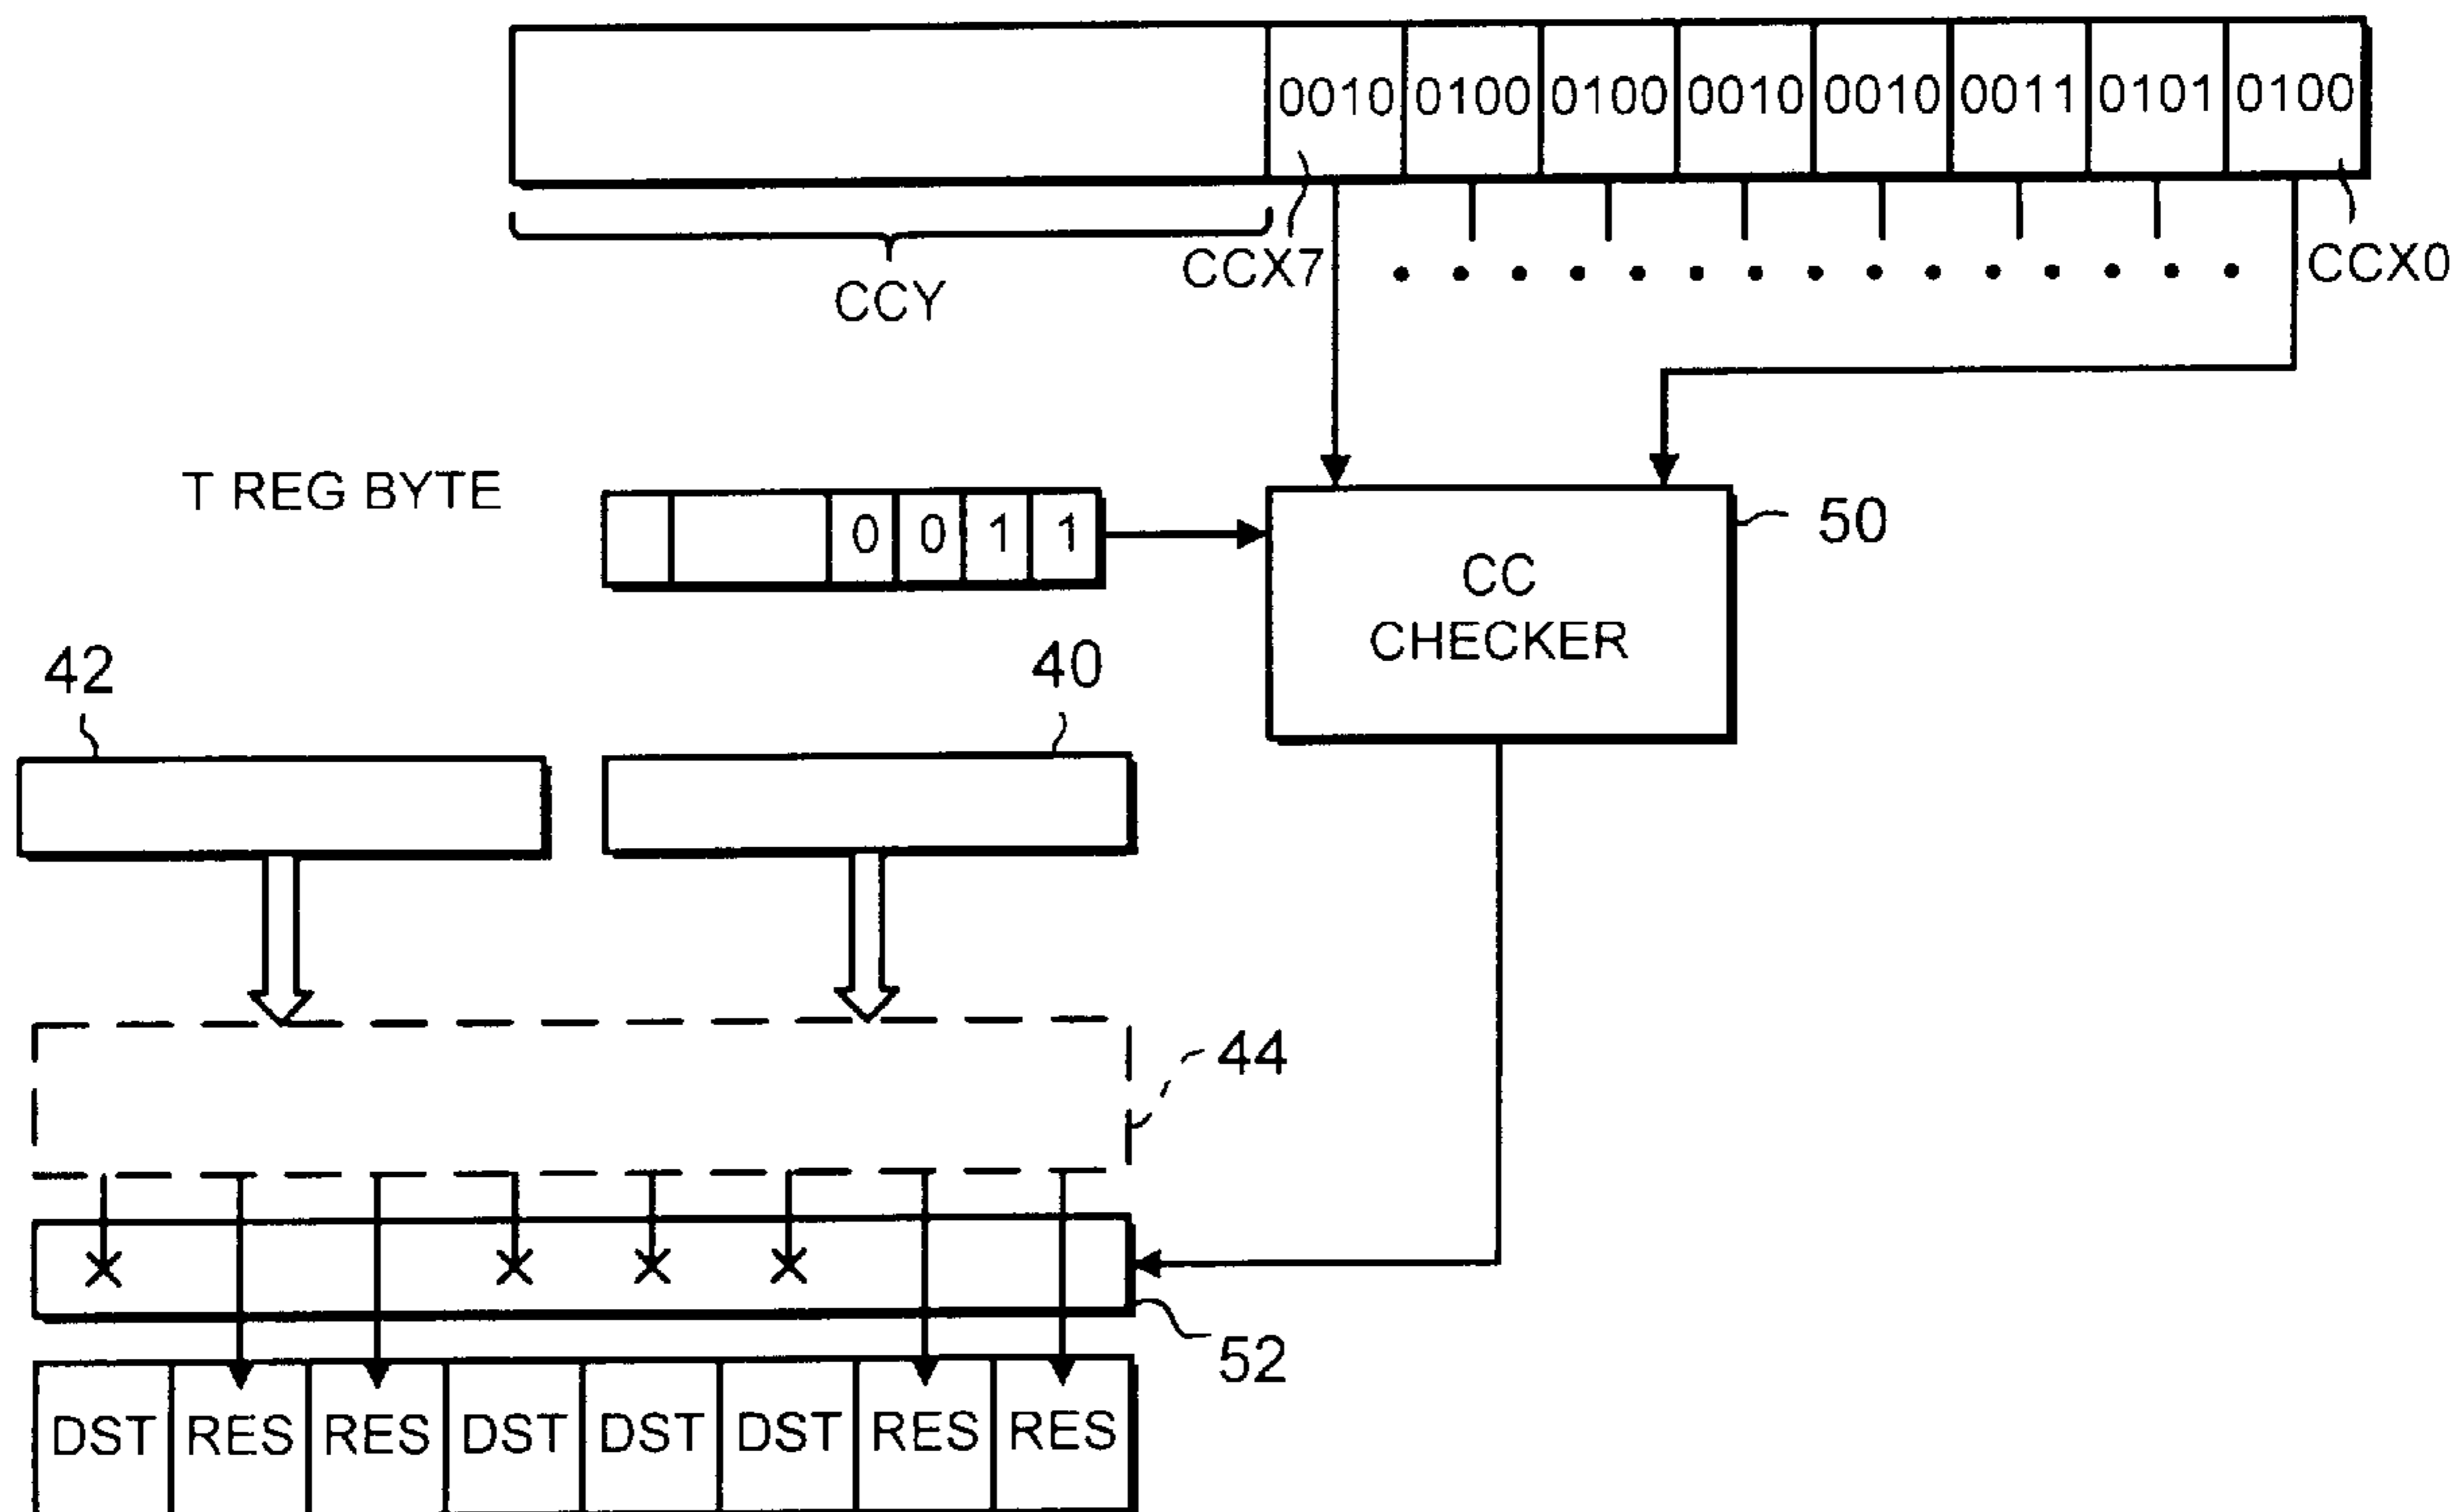 0010 0100 0100 0010 0010 0011 0101 0100
CCY
CCX7
CCX0
T REG BYTE
0 0 1 1
CC
CHECKER
50
42
40
44
52
DST RES RES DST DST DST RES RES